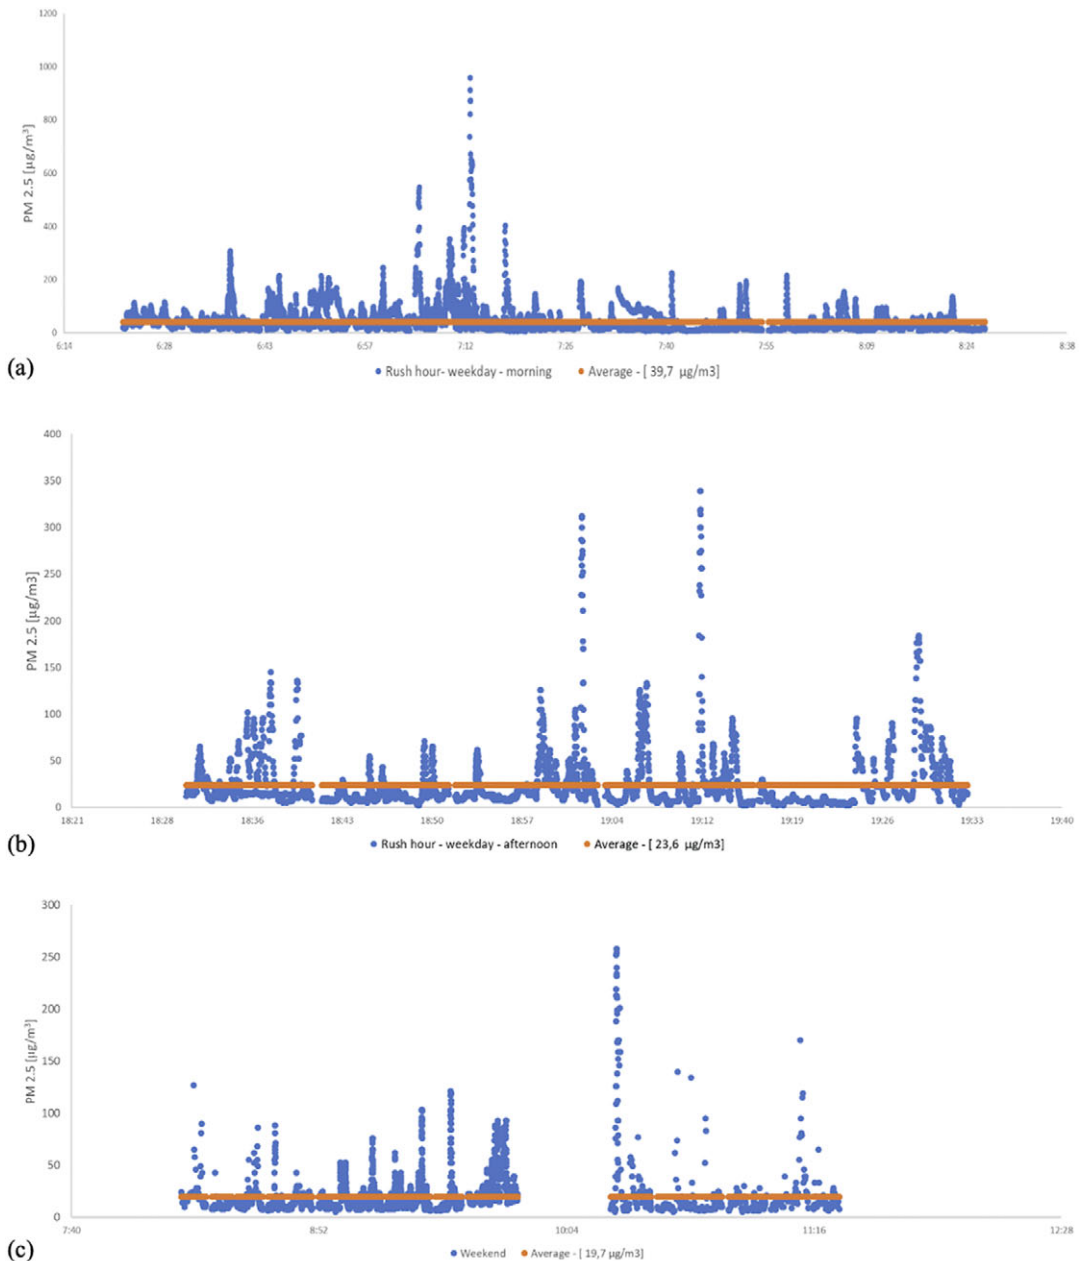 1200
1000
800
600
400
200
0
PM 2.5 [µg/m³]
6:14 6:28 6:43 6:57 7:12 7:26 7:40 7:55 8:09 8:24 8:38
(a)
Rush hour- weekday - morning Average - [ 39,7 µg/m3]
400
350
300
250
200
150
100
50
0
PM 2.5 [µg/m3]
18:21 18:28 18:36 18:43 18:50 18:57 19:04 19:12 19:19 19:26 19:33 19:40
(b)
Rush hour - weekday - afternoon Average - [ 23,6 µg/m3]
300
250
200
150
100
50
0
PM 2.5 [µg/m³]
7:40 8:52 10:04 11:16 12:28
(c)
Weekend Average - [ 19,7 µg/m3]